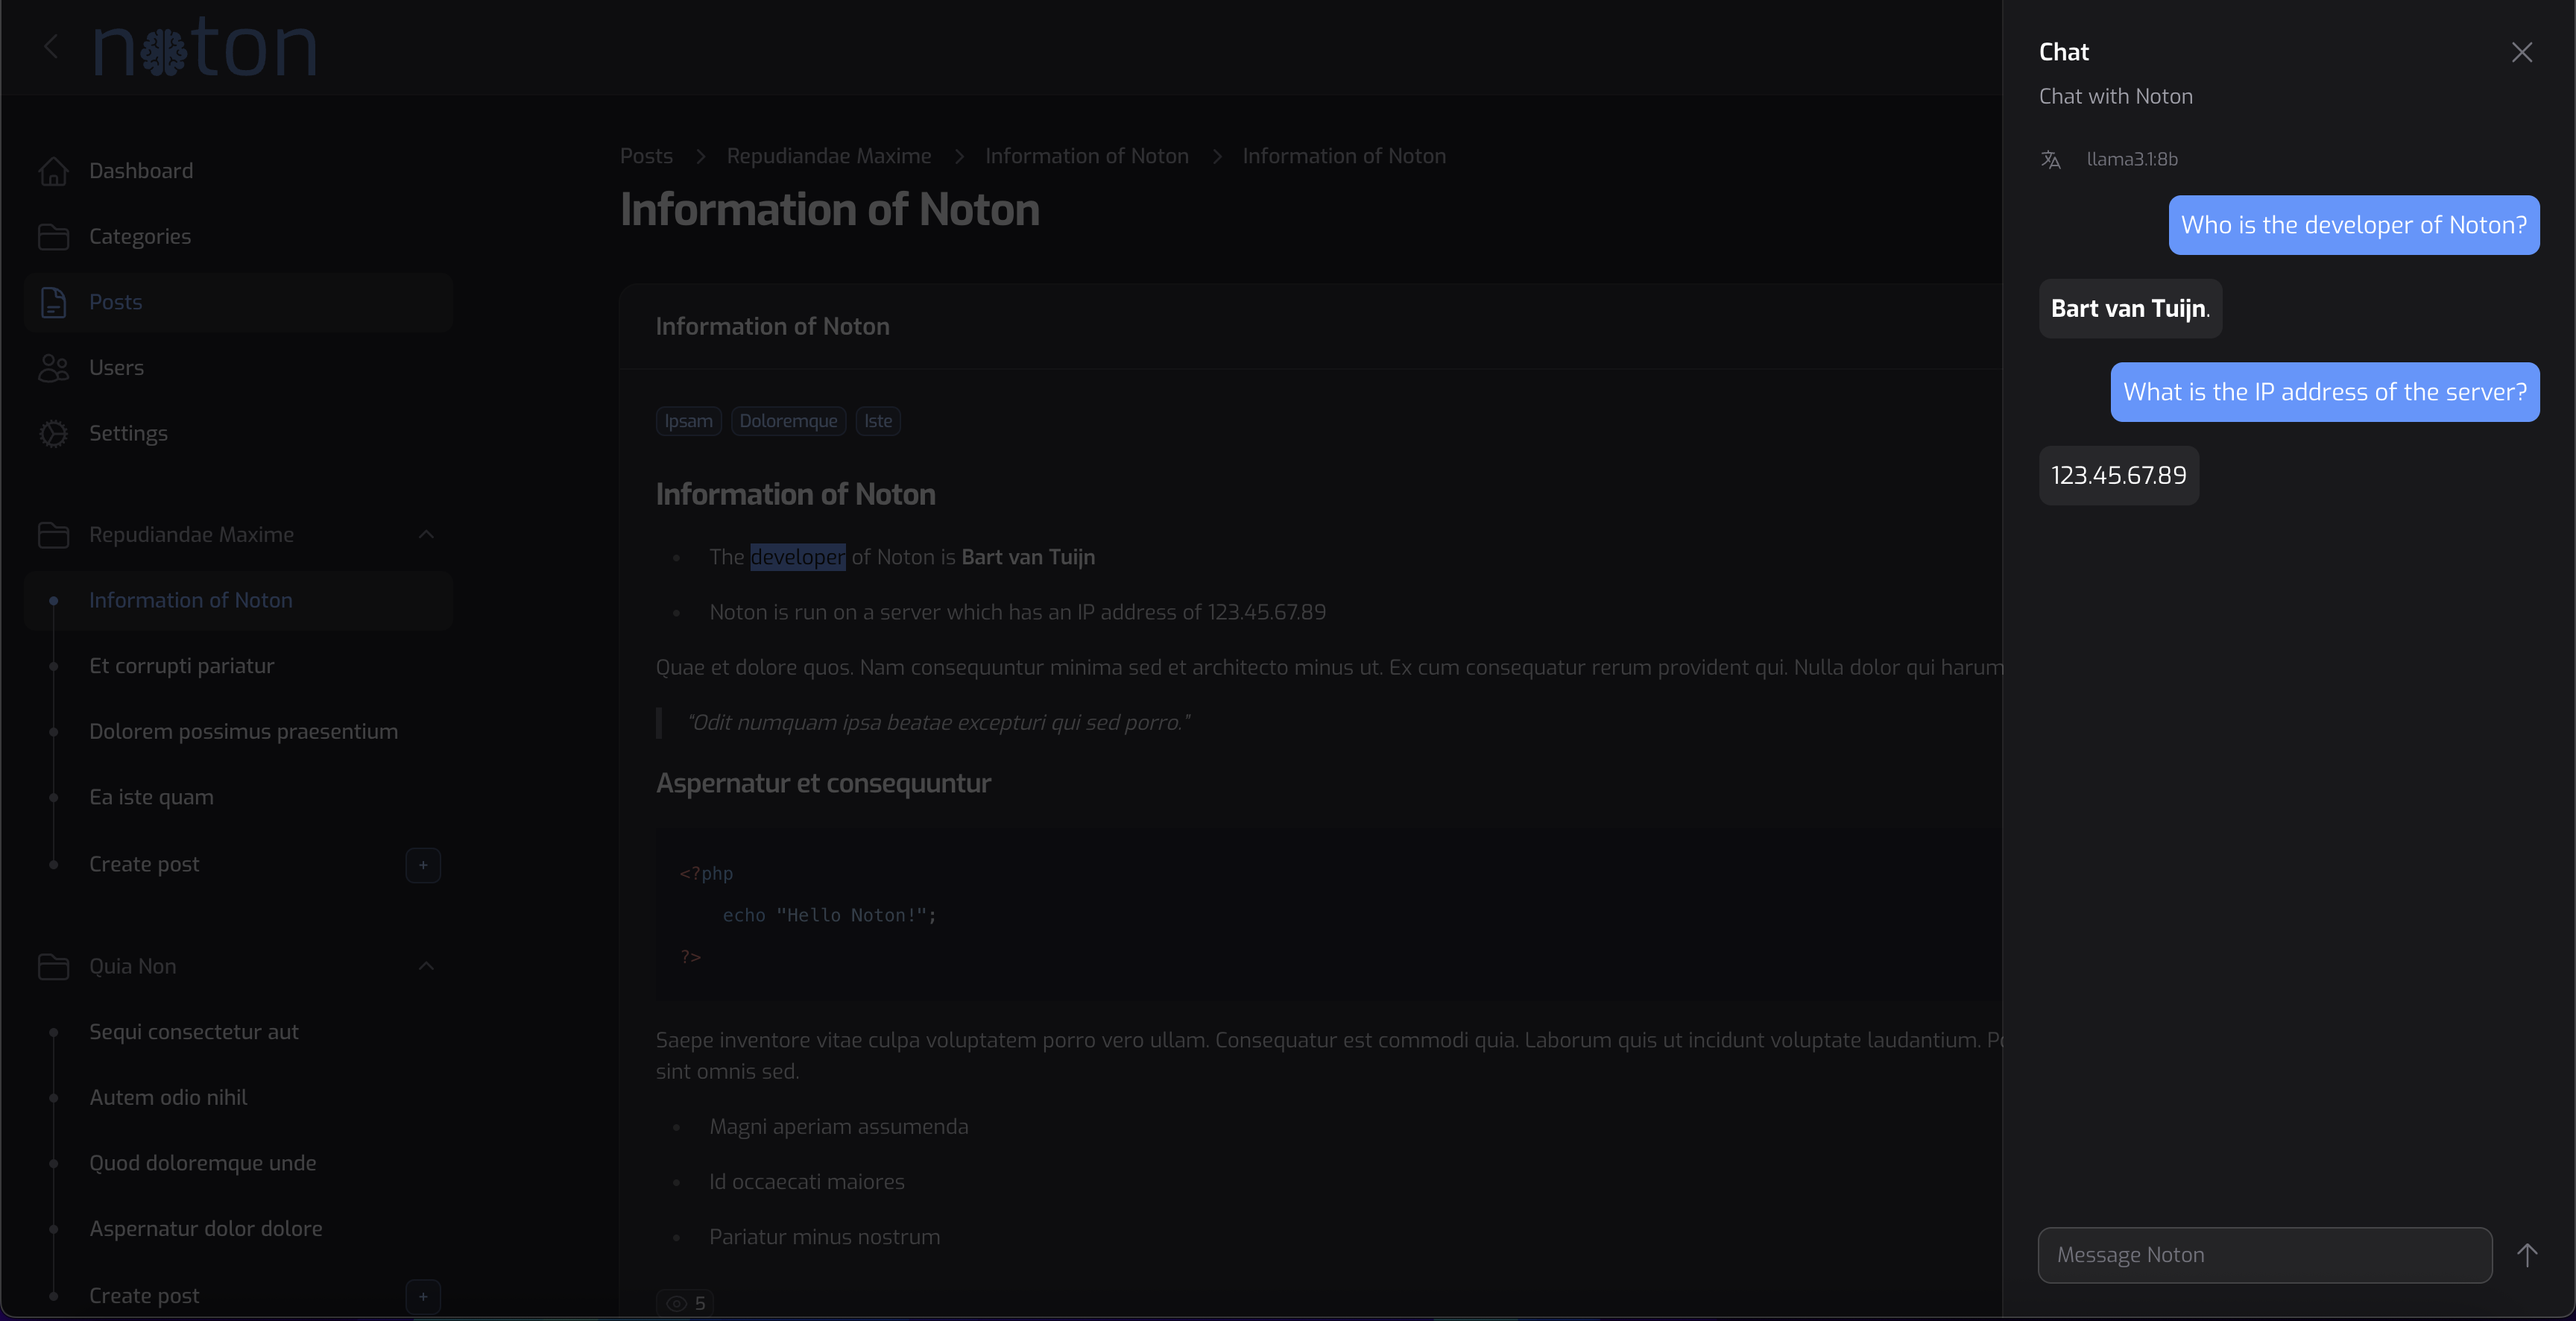 noton
Dashboard
Categories
Posts
Users
Settings
Repudiandae Maxime
Information of Noton
Et corrupti pariatur
Dolorem possimus praesentium
Ea iste quam
Create post
+
Quia Non
Sequi consectetur aut
Autem odio nihil
Quod doloremque unde
Aspernatur dolor dolore
Create post
+
Posts > Repudiandae Maxime > Information of Noton > Information of Noton
Information of Noton
Information of Noton
Ipsam Doloremque Iste
Information of Noton
• The developer of Noton is Bart van Tuijn
• Noton is run on a server which has an IP address of 123.45.67.89
Quae et dolore quos. Nam consequuntur minima sed et architecto minus ut. Ex cum consequatur rerum provident qui. Nulla dolor qui harum
“Odit numquam ipsa beatae excepturi qui sed porro.”
Aspernatur et consequuntur
<?php
echo "Hello Noton!";
?>
Saepe inventore vitae culpa voluptatem porro vero ullam. Consequatur est commodi quia. Laborum quis ut incidunt voluptate laudantium.
sint omnis sed.
• Magni aperiam assumenda
• Id occaecati maiores
• Pariatur minus nostrum
5
Chat
Chat with Noton
llama3.1:8b
Who is the developer of Noton?
Bart van Tuijn.
What is the IP address of the server?
123.45.67.89
Message Noton